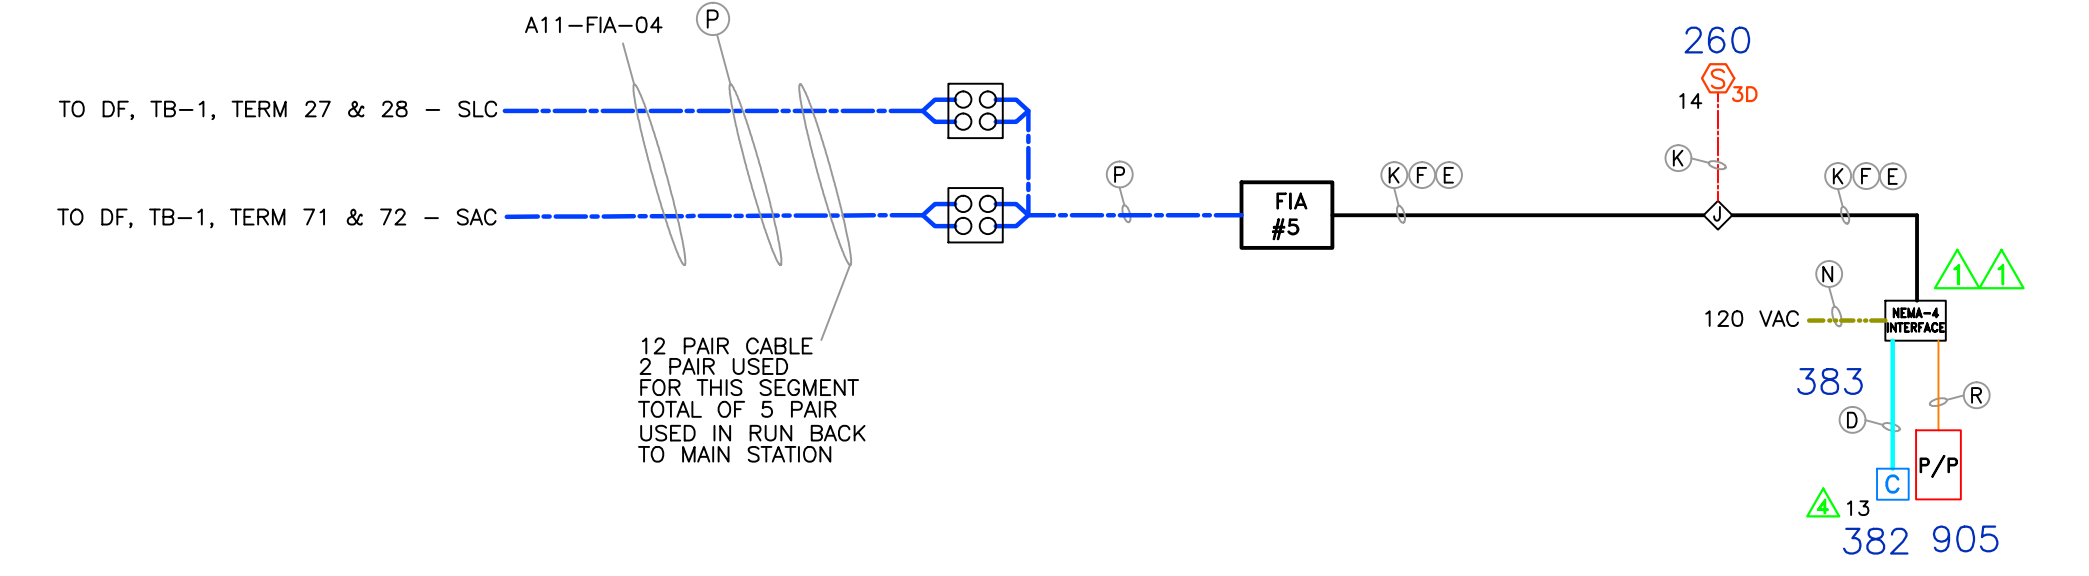 A11-FIA-04
P
260
S
3D
14
TO DF, TB-1, TERM 27 & 28 - SLC
K
P
K F E
K F E
FIA
#5
J
TO DF, TB-1, TERM 71 & 72 - SAC
1 1
N
120 VAC
NEMA-4
INTERFACE
12 PAIR CABLE
2 PAIR USED
FOR THIS SEGMENT
TOTAL OF 5 PAIR
USED IN RUN BACK
TO MAIN STATION
383
R
D
P/P
C
4
13
382
905